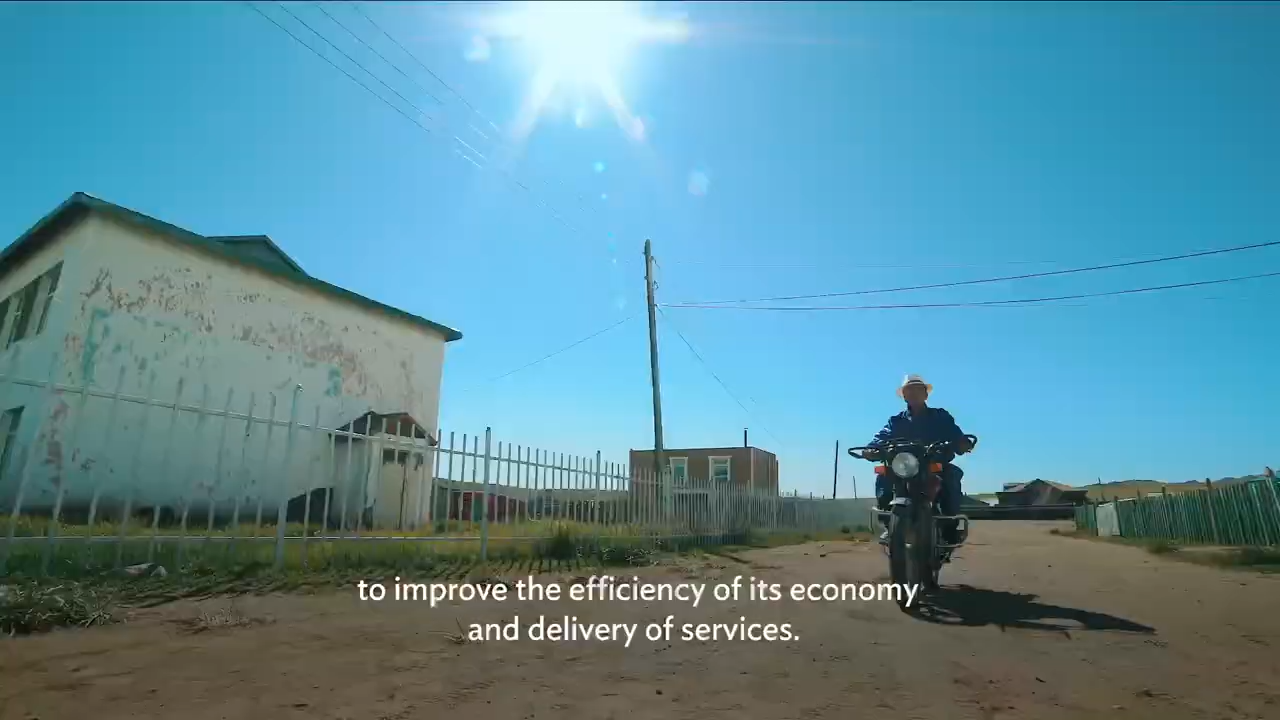 to improve the efficiency of its economy
and delivery of services.